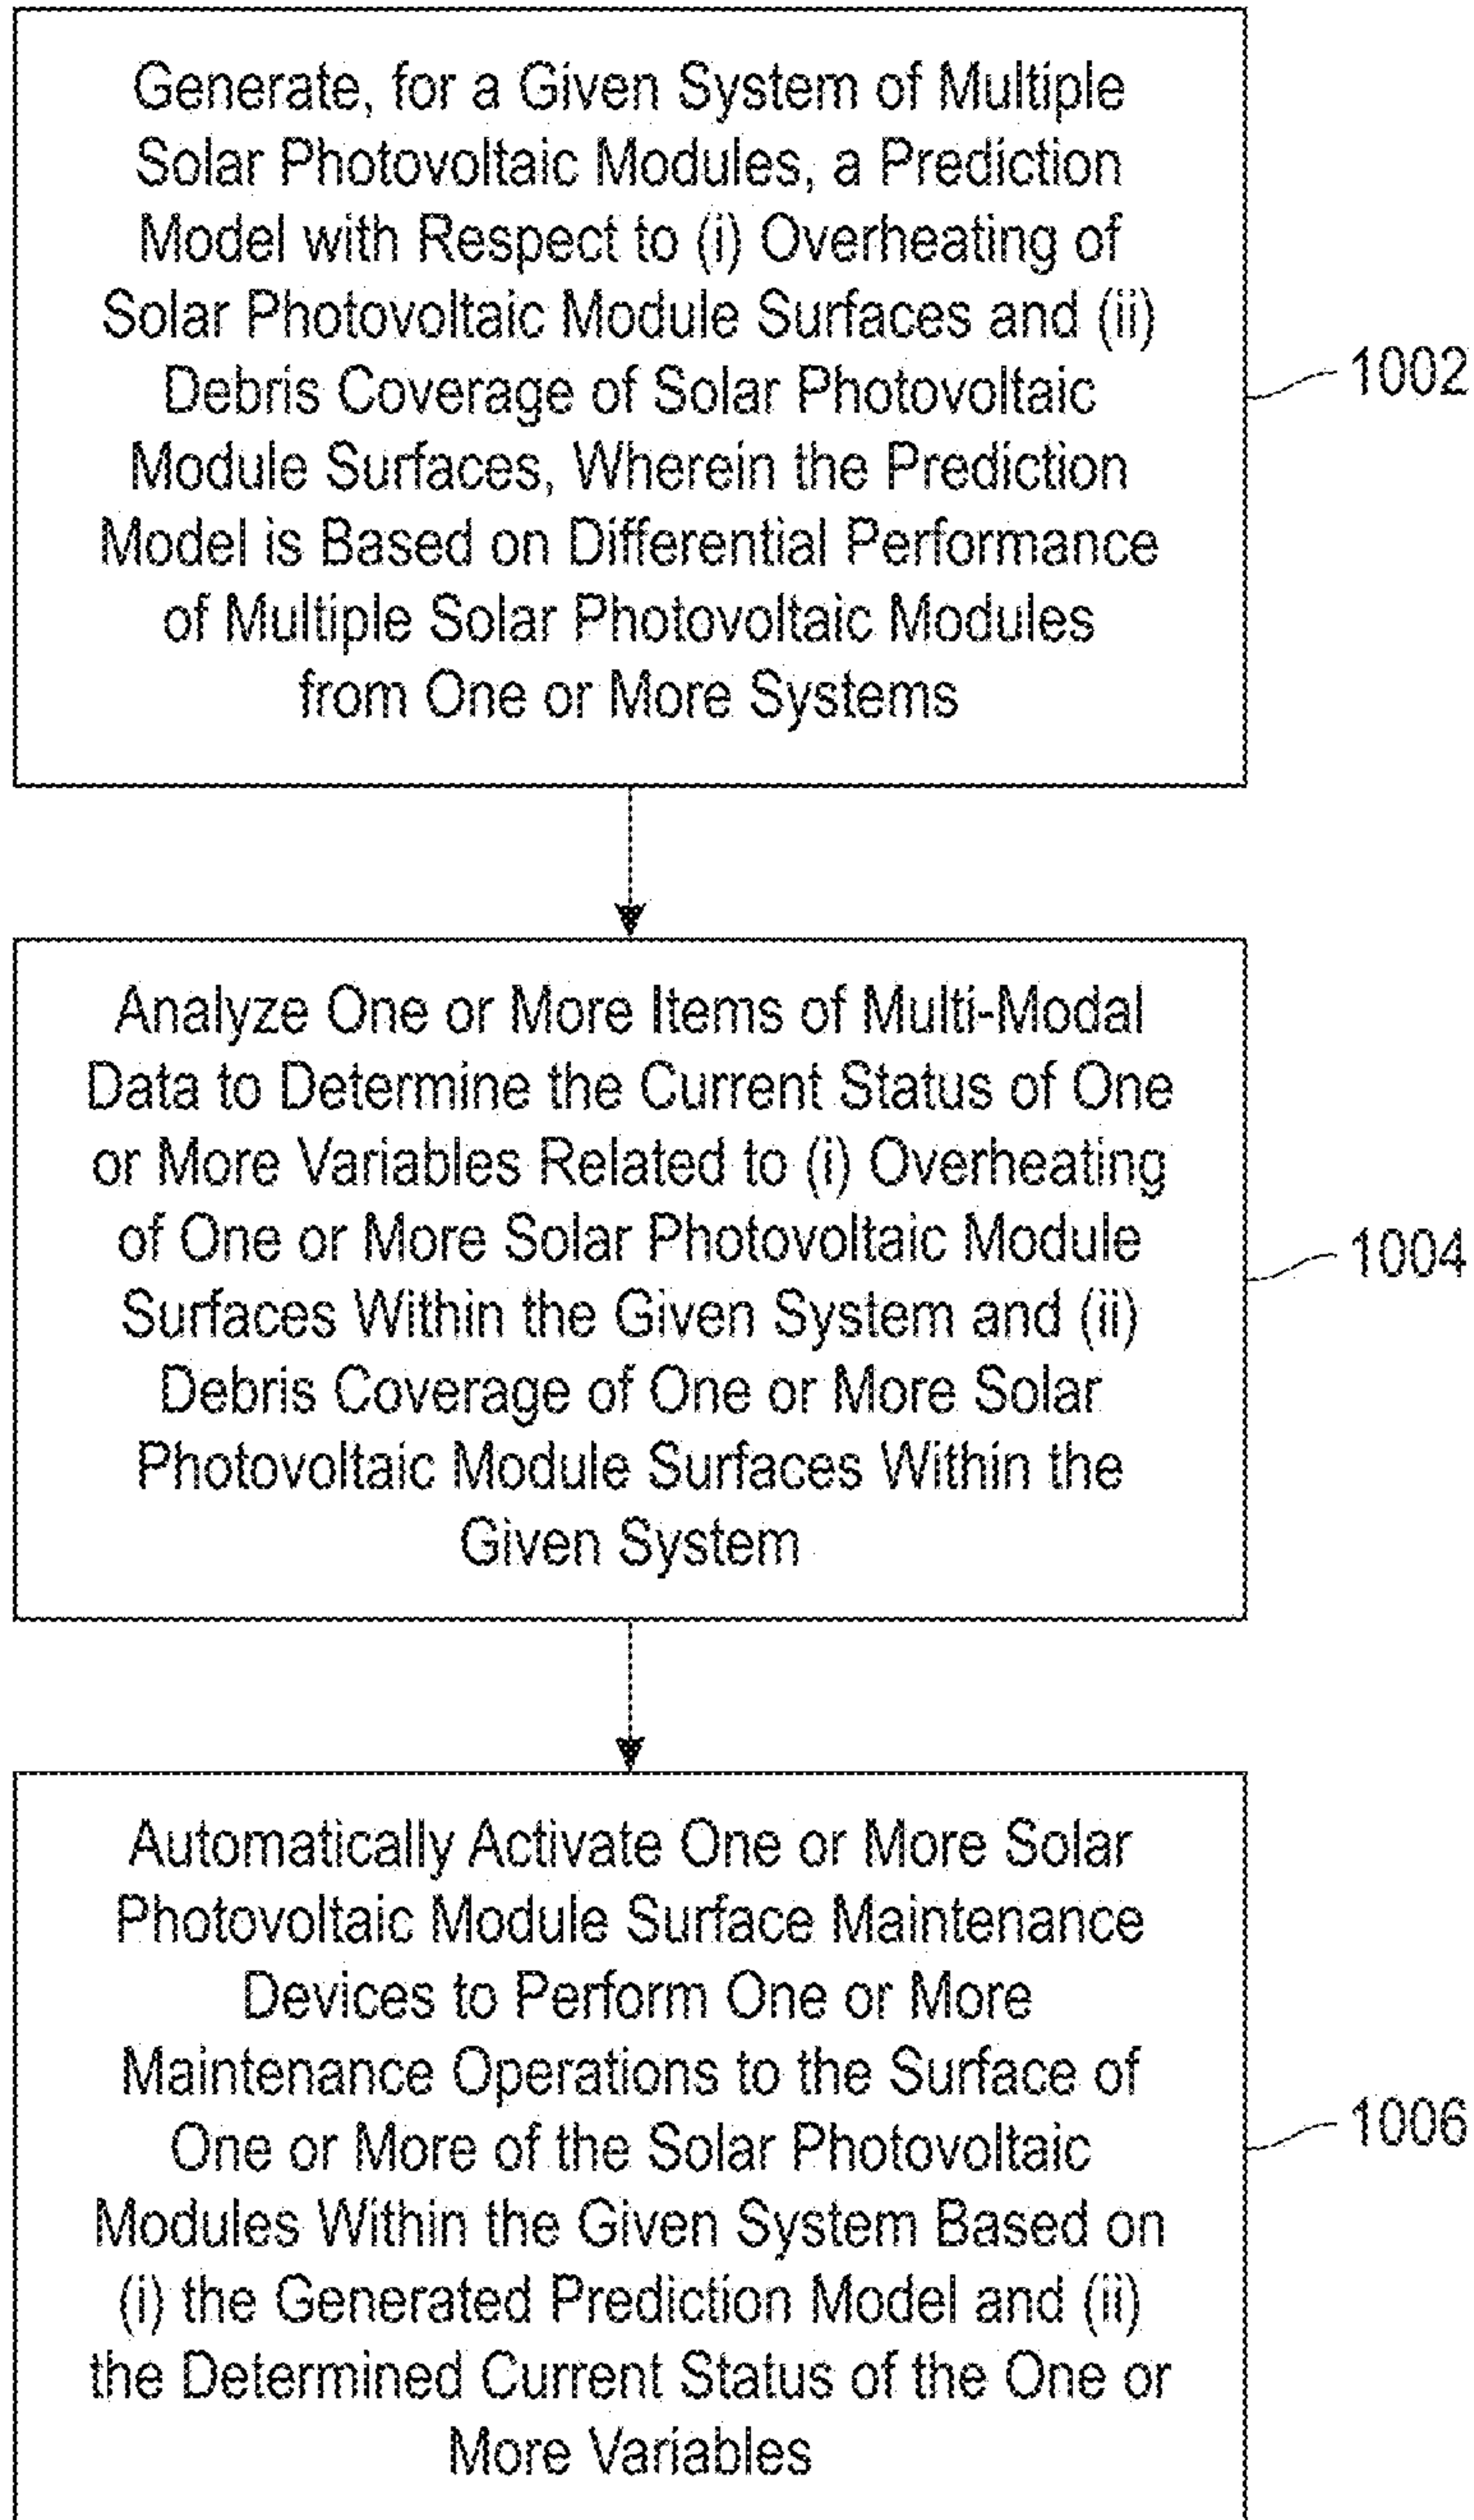 Generate, for a Given System of Multiple
Solar Photovoltaic Modules, a Prediction
Model with Respect to (i) Overheating of
Solar Photovoltaic Module Surfaces and (ii)
Debris Coverage of Solar Photovoltaic
Module Surfaces, Wherein the Prediction
Model is Based on Differential Performance
of Multiple Solar Photovoltaic Modules
from One or More Systems
1002
Analyze One or More Items of Multi-Modal
Data to Determine the Current Status of One
or More Variables Related to (i) Overheating
of One or More Solar Photovoltaic Module
Surfaces Within the Given System and (ii)
Debris Coverage of One or More Solar
Photovoltaic Module Surfaces Within the
Given System
1004
Automatically Activate One or More Solar
Photovoltaic Module Surface Maintenance
Devices to Perform One or More
Maintenance Operations to the Surface of
One or More of the Solar Photovoltaic
Modules Within the Given System Based on
(i) the Generated Prediction Model and (ii)
the Determined Current Status of the One or
More Variables
1006